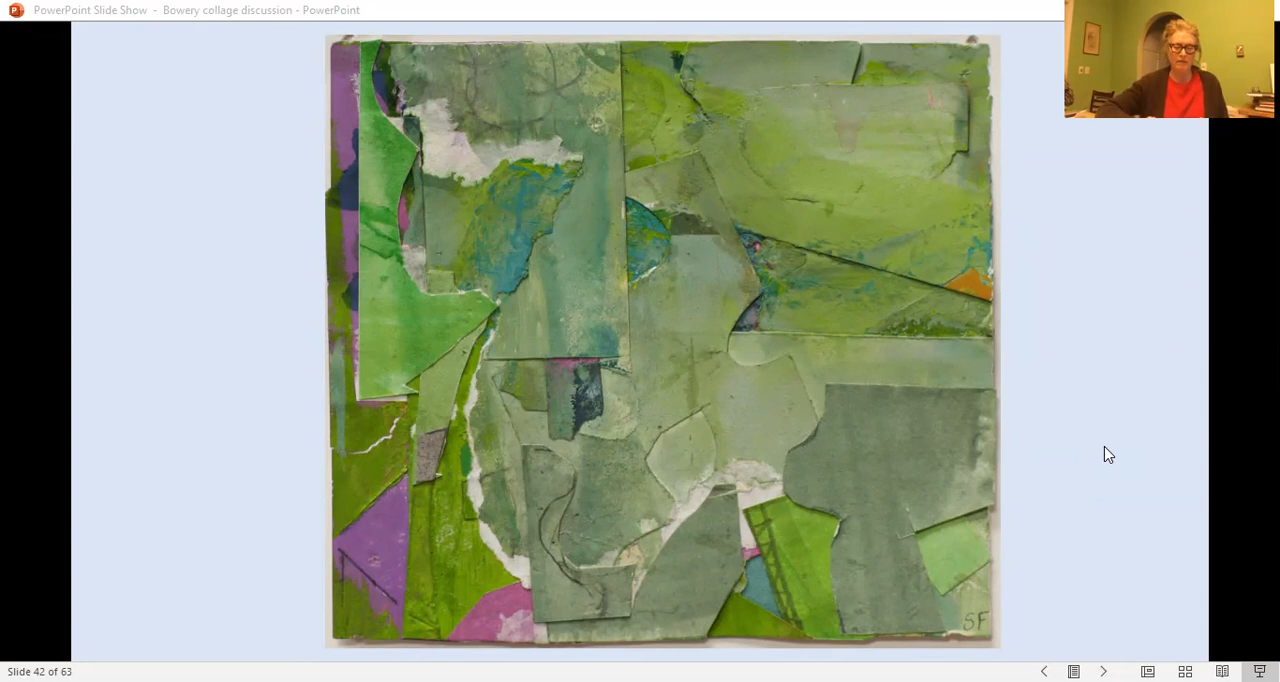 PowerPoint Slide Show - Bowery collage discussion - PowerPoint
SF
Slide 42 of 63